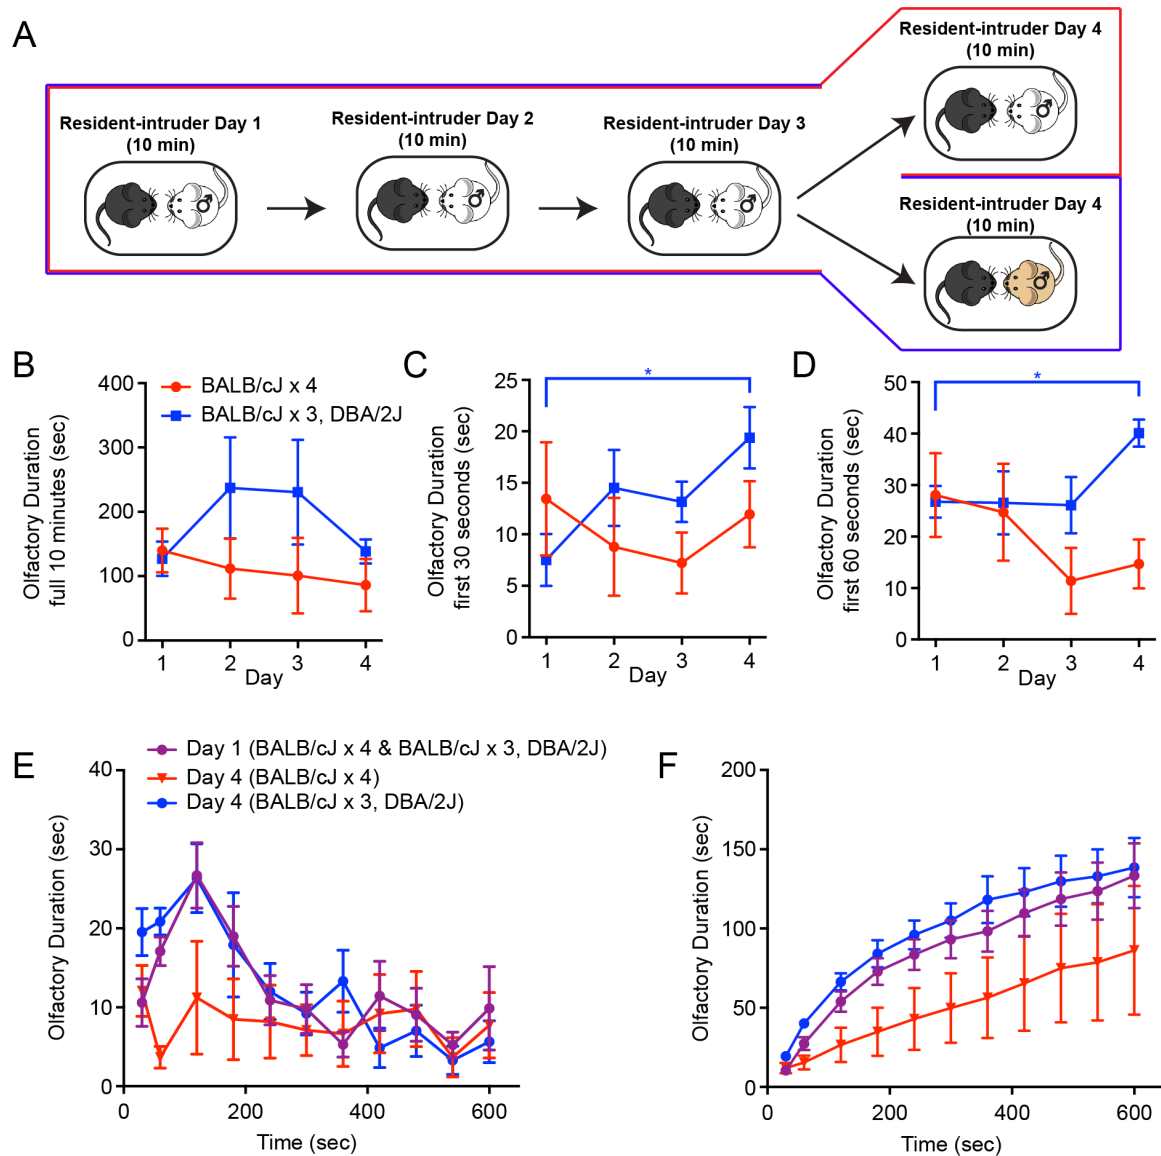 A
Resident-intruder Day 1
(10 min)
Resident-intruder Day 2
(10 min)
Resident-intruder Day 3
(10 min)
Resident-intruder Day 4
(10 min)
Resident-intruder Day 4
(10 min)
B
BALB/cJ x 4
BALB/cJ x 3, DBA/2J
Olfactory Duration
full 10 minutes (sec)
400
300
200
100
0
1 2 3 4
Day
C
*
Olfactory Duration
first 30 seconds (sec)
25
20
15
10
5
0
1 2 3 4
Day
D
*
Olfactory Duration
first 60 seconds (sec)
50
40
30
20
10
0
1 2 3 4
Day
E
Day 1 (BALB/cJ x 4 & BALB/cJ x 3, DBA/2J)
Day 4 (BALB/cJ x 4)
Day 4 (BALB/cJ x 3, DBA/2J)
Olfactory Duration (sec)
40
30
20
10
0
0 200 400 600
Time (sec)
F
Olfactory Duration (sec)
200
150
100
50
0
0 200 400 600
Time (sec)